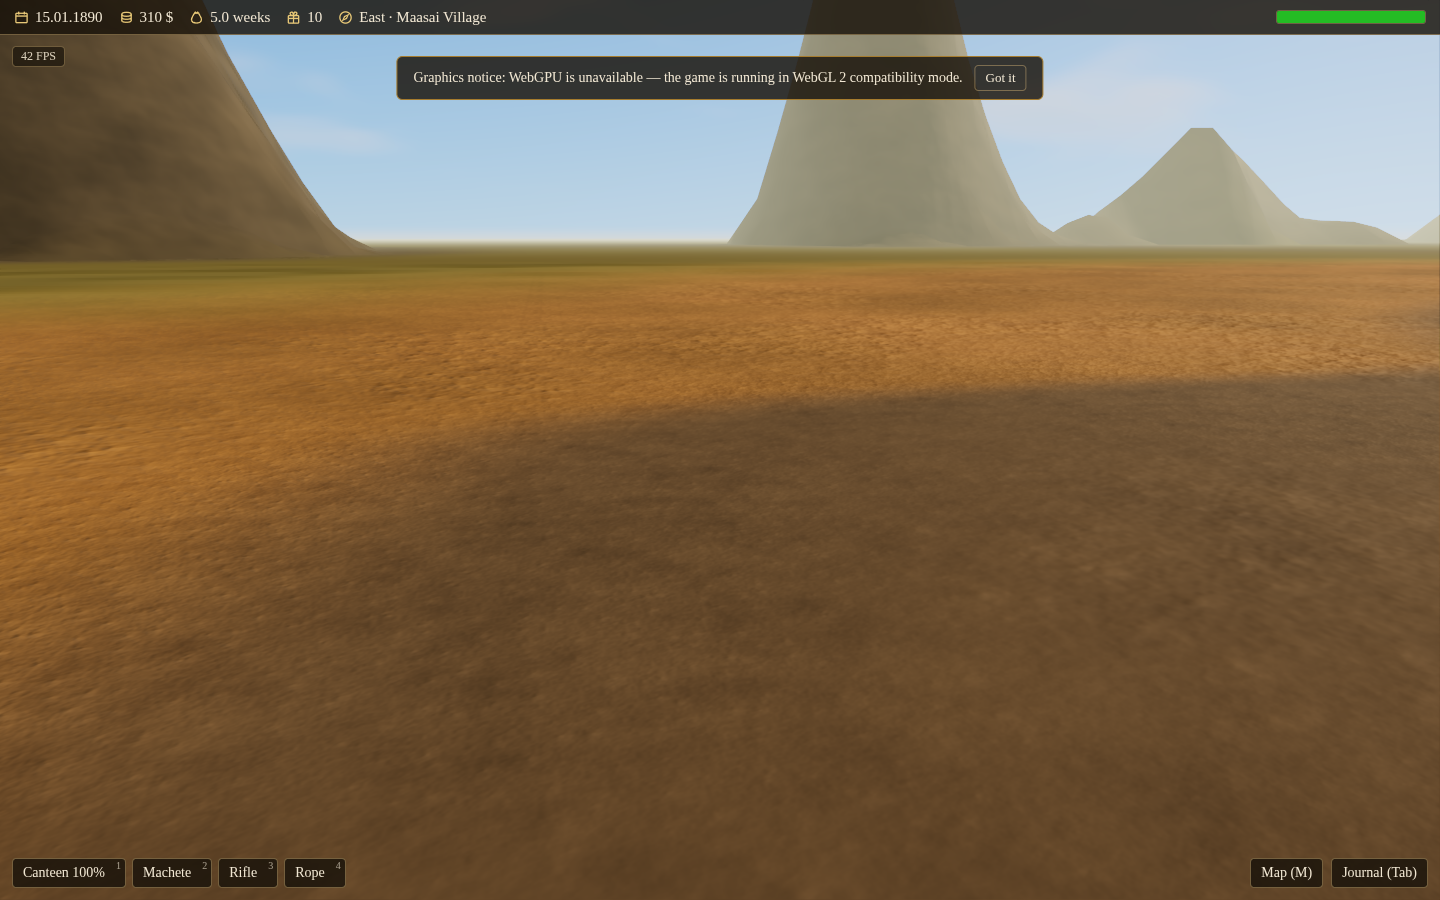 15.01.1890 310 $ 5.0 weeks 10 East · Maasai Village
42 FPS
Graphics notice: WebGPU is unavailable — the game is running in WebGL 2 compatibility mode. Got it
Canteen 100% 1 Machete 2 Rifle 3 Rope 4 Map (M) Journal (Tab)